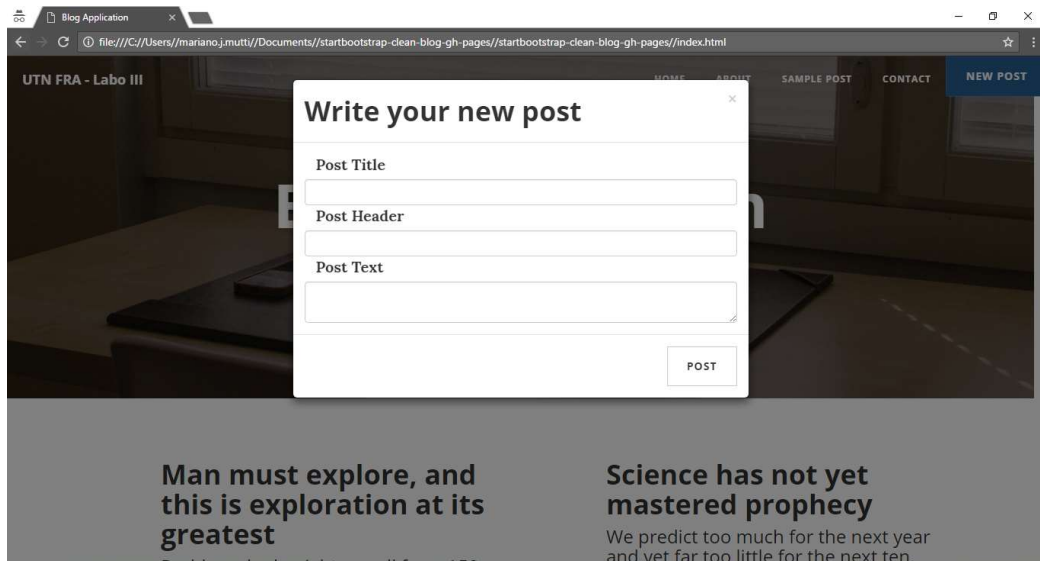 Blog Application
file:///C://Users//mariano.j.mutti//Documents//startbootstrap-clean-blog-gh-pages//startbootstrap-clean-blog-gh-pages//index.html
UTN FRA - Labo III
HOME ABOUT SAMPLE POST CONTACT NEW POST
Write your new post
×
Post Title
Post Header
Post Text
POST
Man must explore, and
this is exploration at its
greatest
Science has not yet
mastered prophecy
We predict too much for the next year
and yet far too little for the next ten.